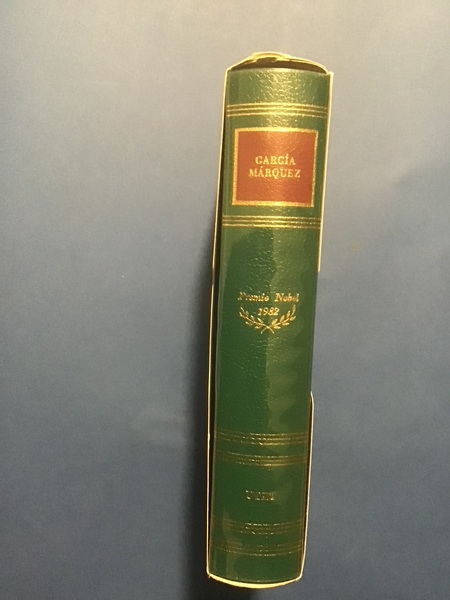 GARCÍA
MÁRQUEZ
Premio Nobel
1982